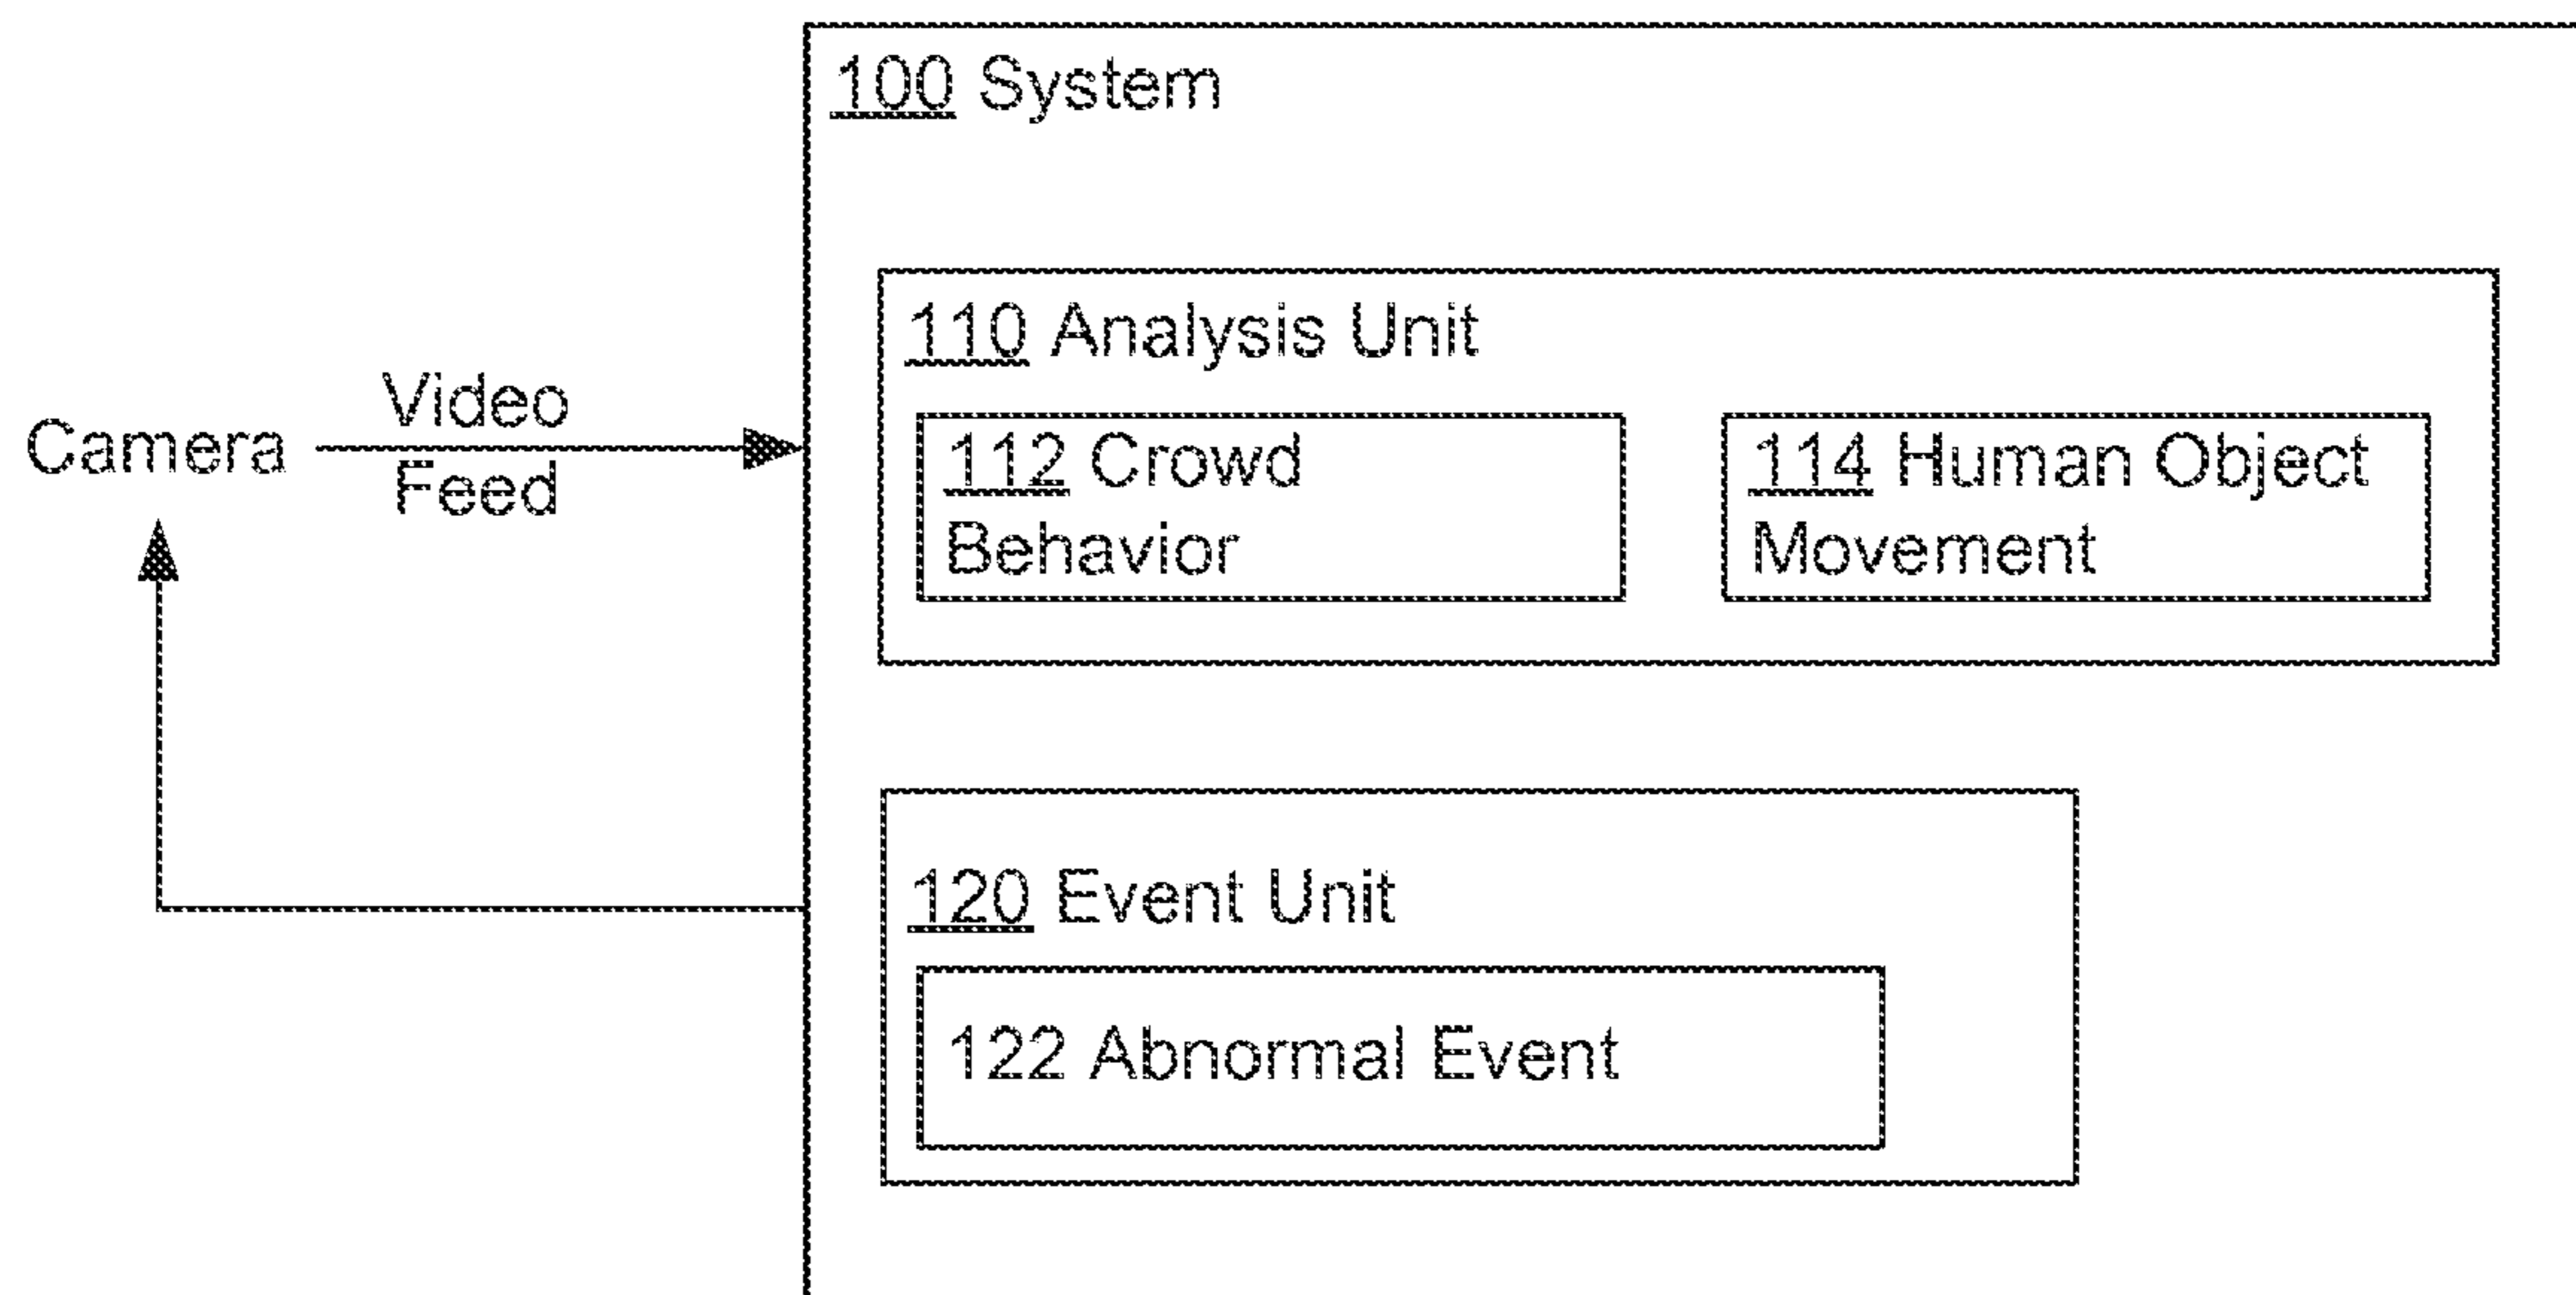 100 System
110 Analysis Unit
Camera
Video
Feed
112 Crowd
Behavior
114 Human Object
Movement
120 Event Unit
122 Abnormal Event